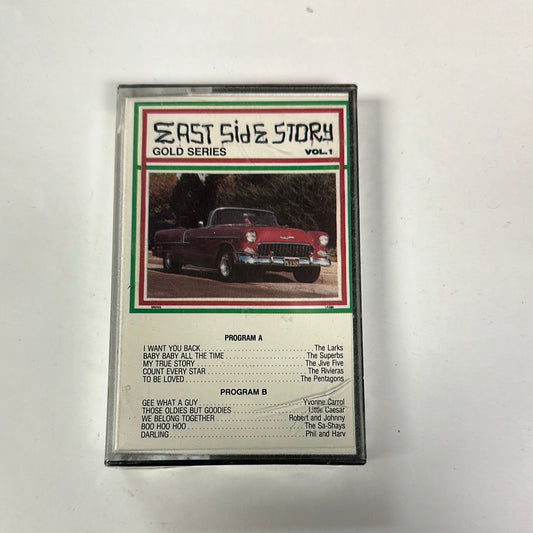 EAST SidE STORY
GOLD SERIES VOL. 1
PROGRAM A
I WANT YOU BACK The Larks
BABY BABY ALL THE TIME The Superbs
MY TRUE STORY The Jive Five
COUNT EVERY STAR The Rivieras
TO BE LOVED The Pentagons
PROGRAM B
GEE WHAT A GUY Yvonne Carrol
THOSE OLDIES BUT GOODIES Little Caesar
WE BELONG TOGETHER Robert and Johnny
BOO HOO HOO The Sa-Shays
DARLING Phil and Harv